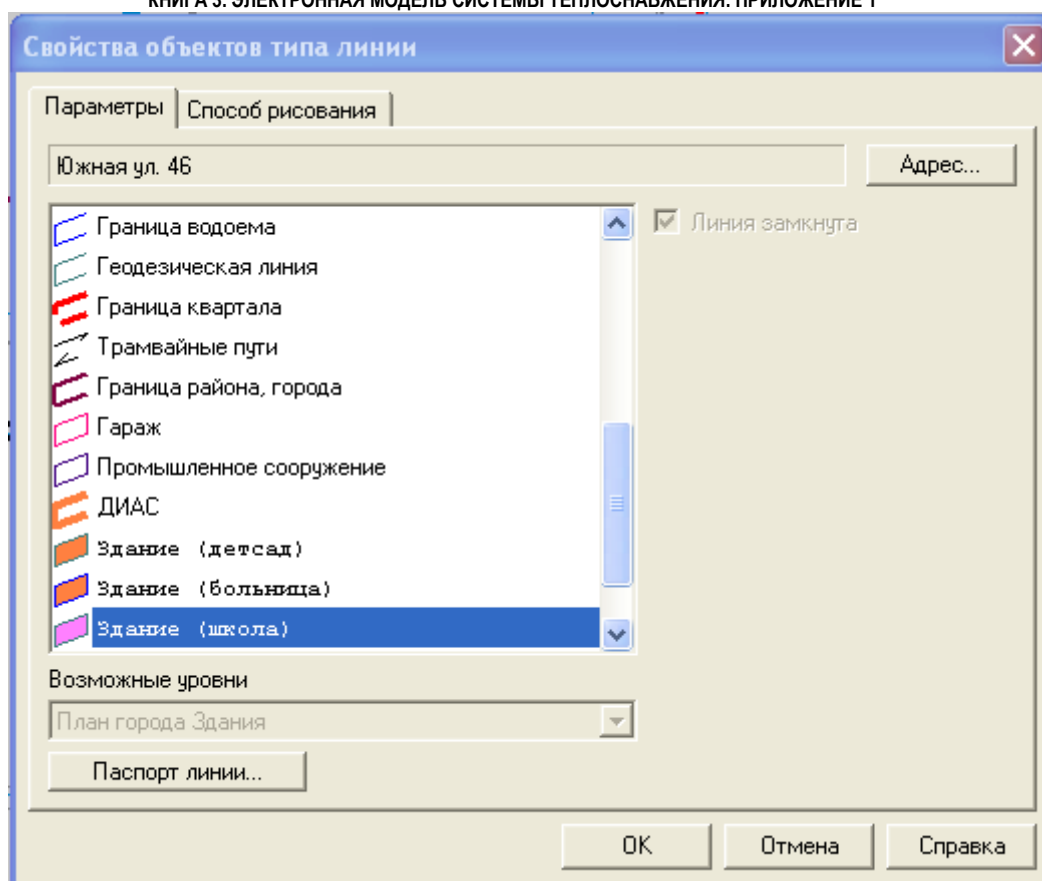 КНИГА 3. ЭЛЕКТРОННАЯ МОДЕЛЬ СИСТЕМЫ ТЕПЛОСНАБЖЕНИЯ. ПРИЛОЖЕНИЕ 1
Свойства объектов типа линии
Параметры
Способ рисования
Южная ул. 46
Адрес...
Граница водоема
Линия замкнута
Геодезическая линия
Граница квартала
Трамвайные пути
Граница района, города
Гараж
Промышленное сооружение
ДИАС
Здание (детсад)
Здание (больница)
Здание (школа)
Возможные уровни
План города Здания
Паспорт линии...
ОК
Отмена
Справка